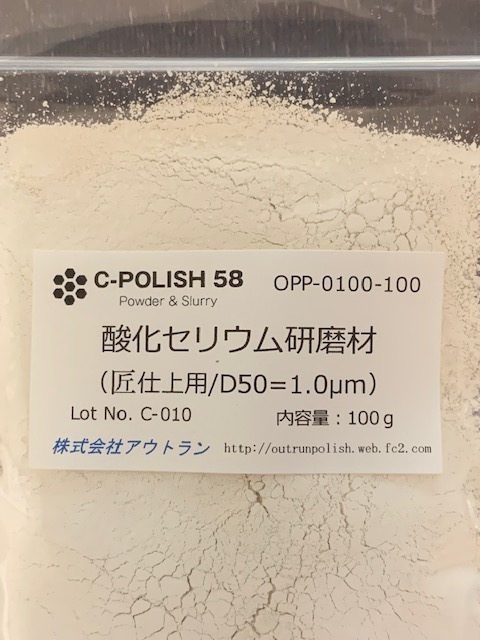 C-POLISH 58 OPP-0100-100
Powder & Slurry
酸化セリウム研磨材
（匠仕上用/D50=1.0μm）
Lot No. C-010 内容量：100ｇ
株式会社アウトラン http://outrunpolish.web.fc2.com